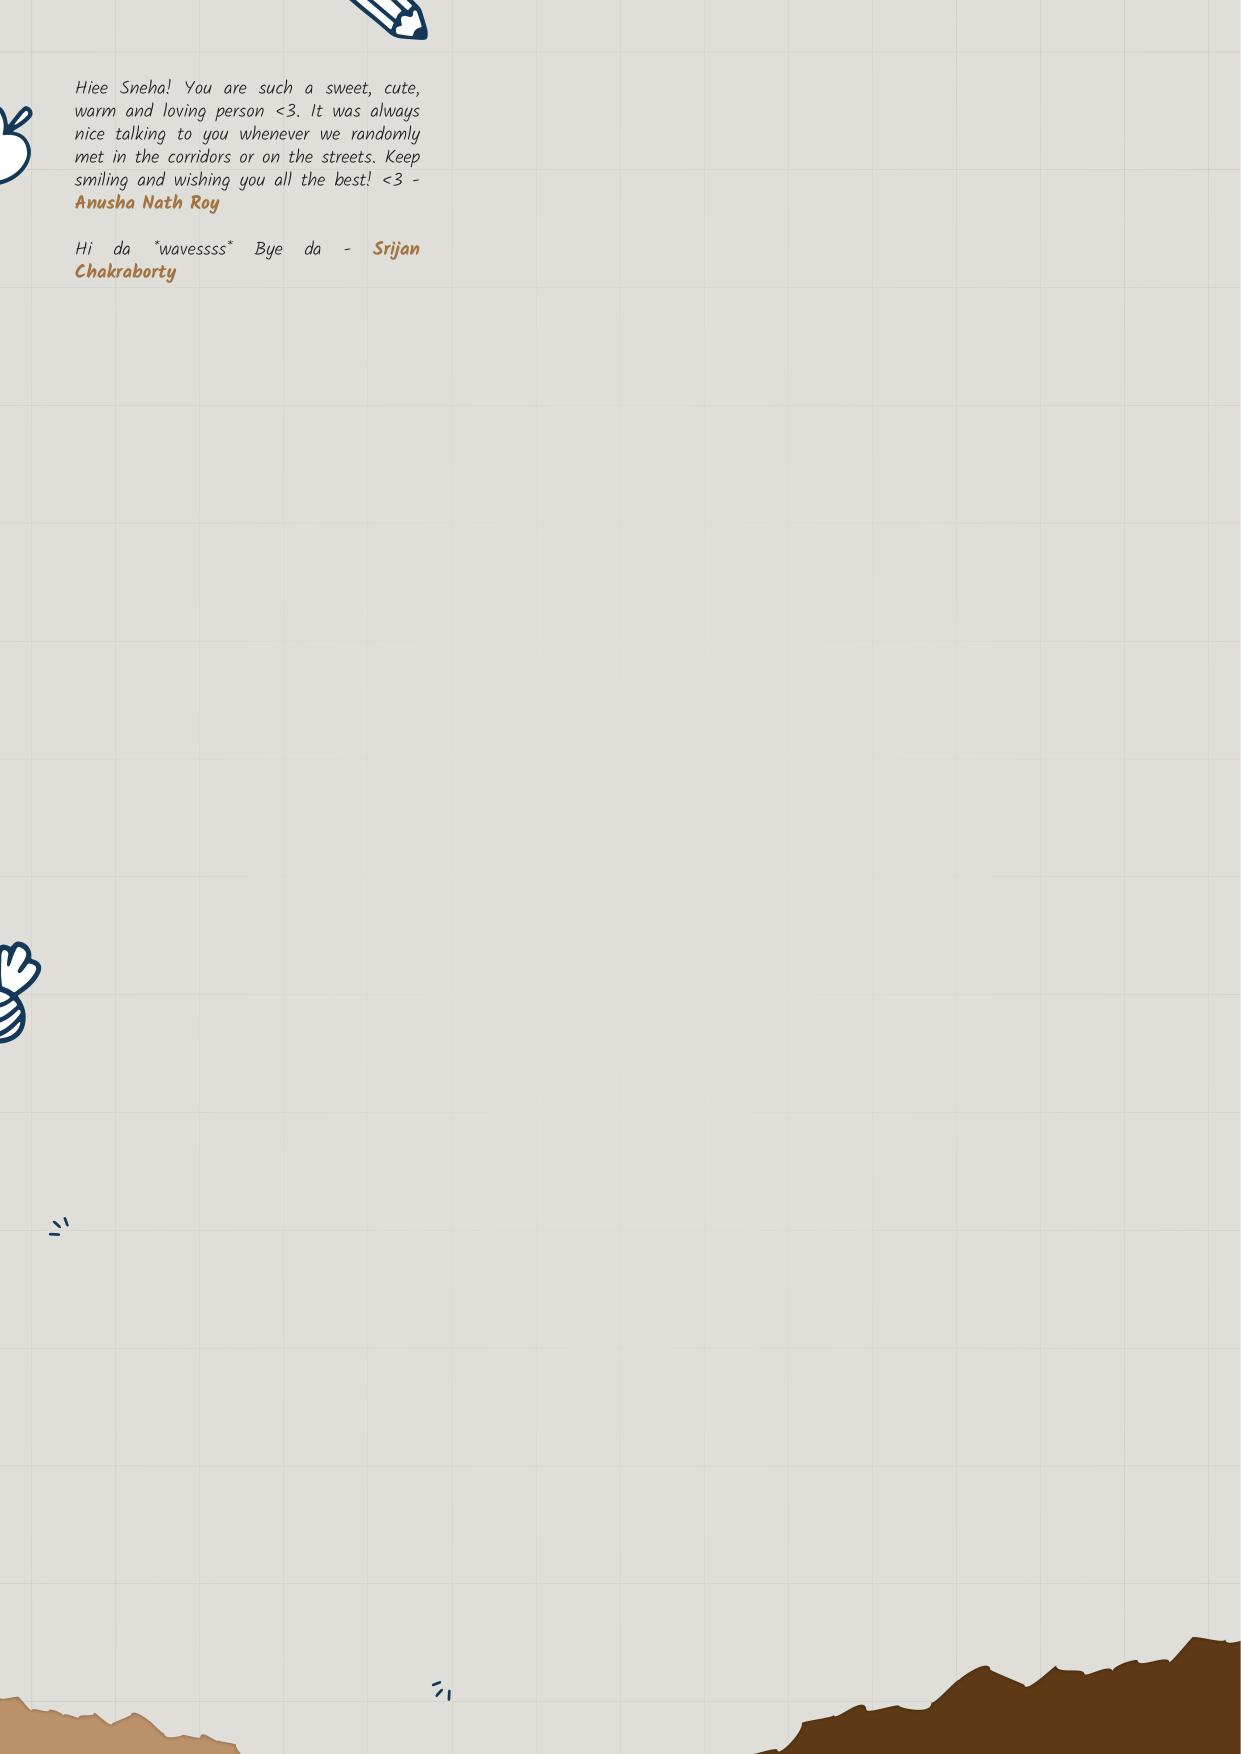 Hiee Sneha! You are such a sweet, cute,
warm and loving person <3. It was always
nice talking to you whenever we randomly
met in the corridors or on the streets. Keep
smiling and wishing you all the best! <3 -
Anusha Nath Roy
Hi da *wavessss* Bye da - Srijan
Chakraborty